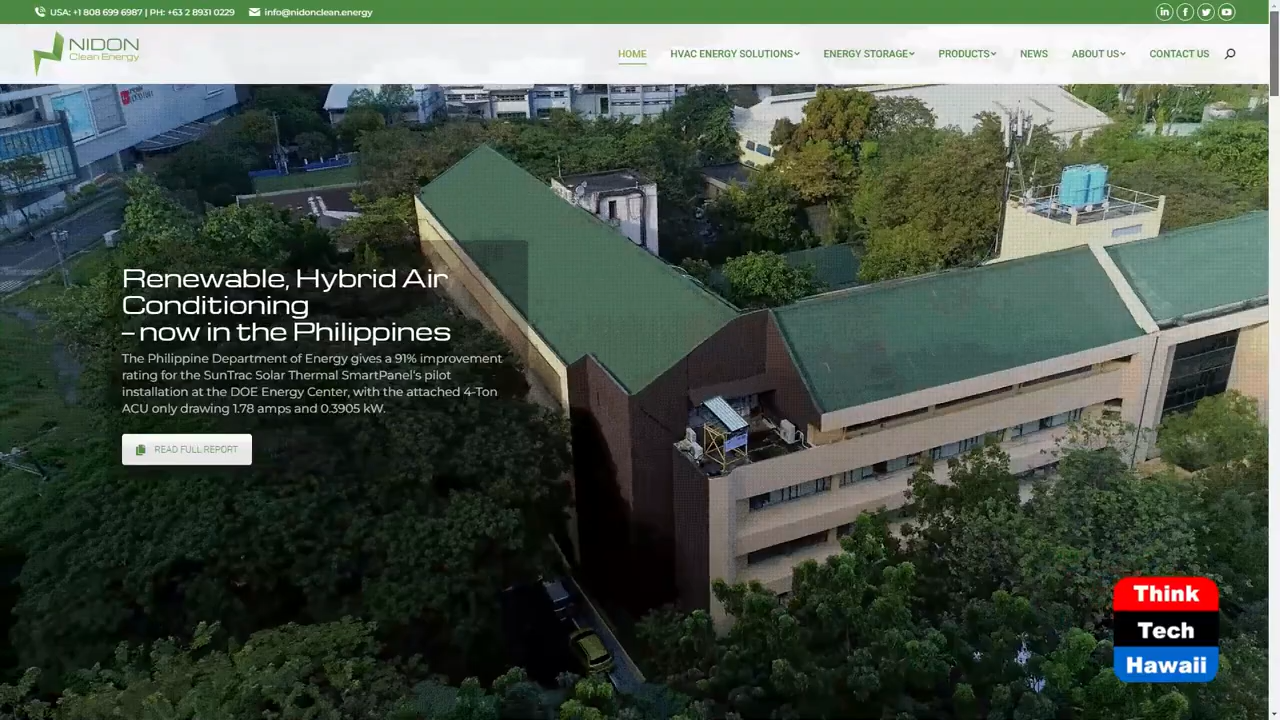 USA: +1 808 699 6987 | PH: +63 2 8931 0229
info@nidonclean.energy
NIDON
Clean Energy
HOME
HVAC ENERGY SOLUTIONS
ENERGY STORAGE
PRODUCTS
NEWS
ABOUT US
CONTACT US
Renewable, Hybrid Air
Conditioning
– now in the Philippines
The Philippine Department of Energy gives a 91% improvement
rating for the SunTrac Solar Thermal SmartPanel's pilot
installation at the DOE Energy Center, with the attached 4-Ton
ACU only drawing 1.78 amps and 0.3905 kW.
READ FULL REPORT
Think
Tech
Hawaii